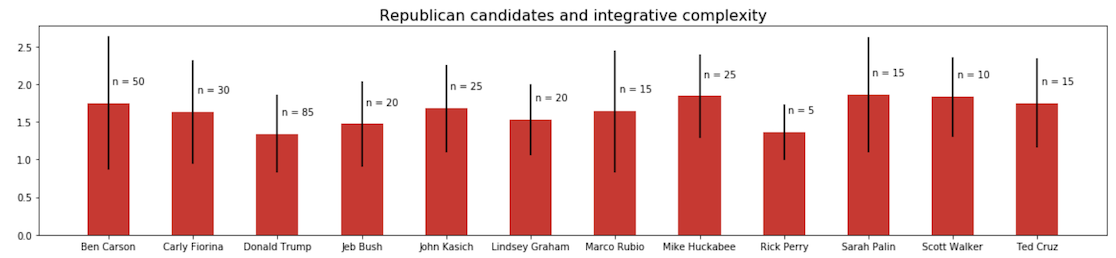 Republican candidates and integrative complexity
2.5
2.0
1.5
1.0
0.5
0.0
n = 50
n = 30
n = 85
n = 20
n = 25
n = 20
n = 15
n = 25
n = 5
n = 15
n = 10
n = 15
Ben Carson
Carly Fiorina
Donald Trump
Jeb Bush
John Kasich
Lindsey Graham
Marco Rubio
Mike Huckabee
Rick Perry
Sarah Palin
Scott Walker
Ted Cruz